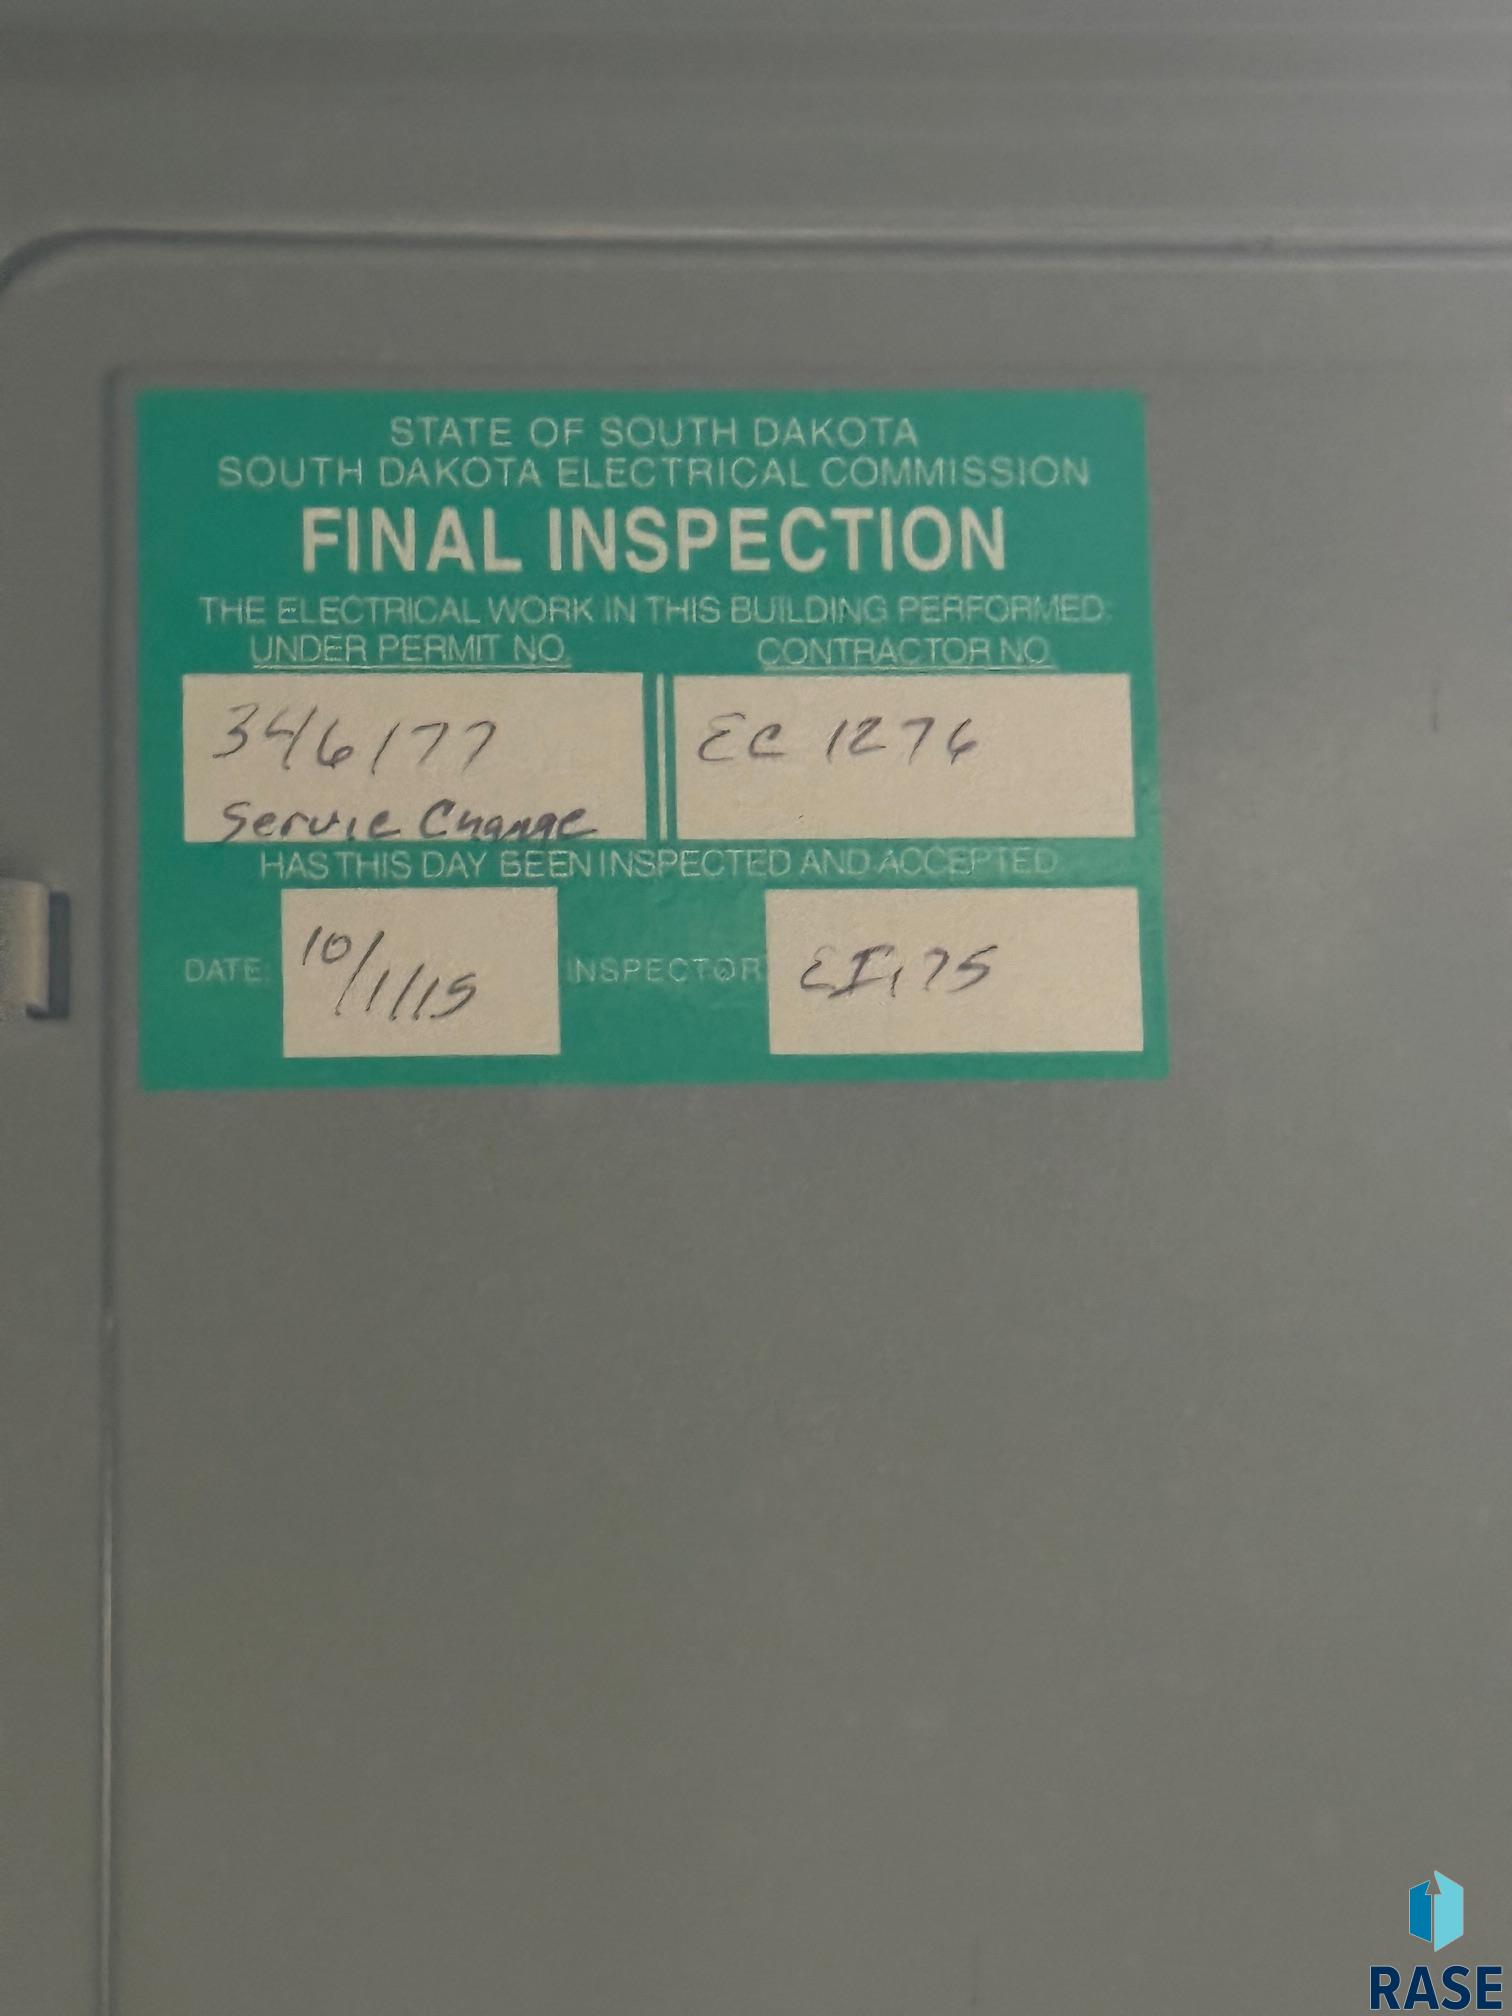 STATE OF SOUTH DAKOTA
SOUTH DAKOTA ELECTRICAL COMMISSION
FINAL INSPECTION
THE ELECTRICAL WORK IN THIS BUILDING PERFORMED:
UNDER PERMIT NO. CONTRACTOR NO.
346177 EC 1276
Service Change
HAS THIS DAY BEEN INSPECTED AND ACCEPTED
DATE: 10/1/15 INSPECTOR EI,75
RASE